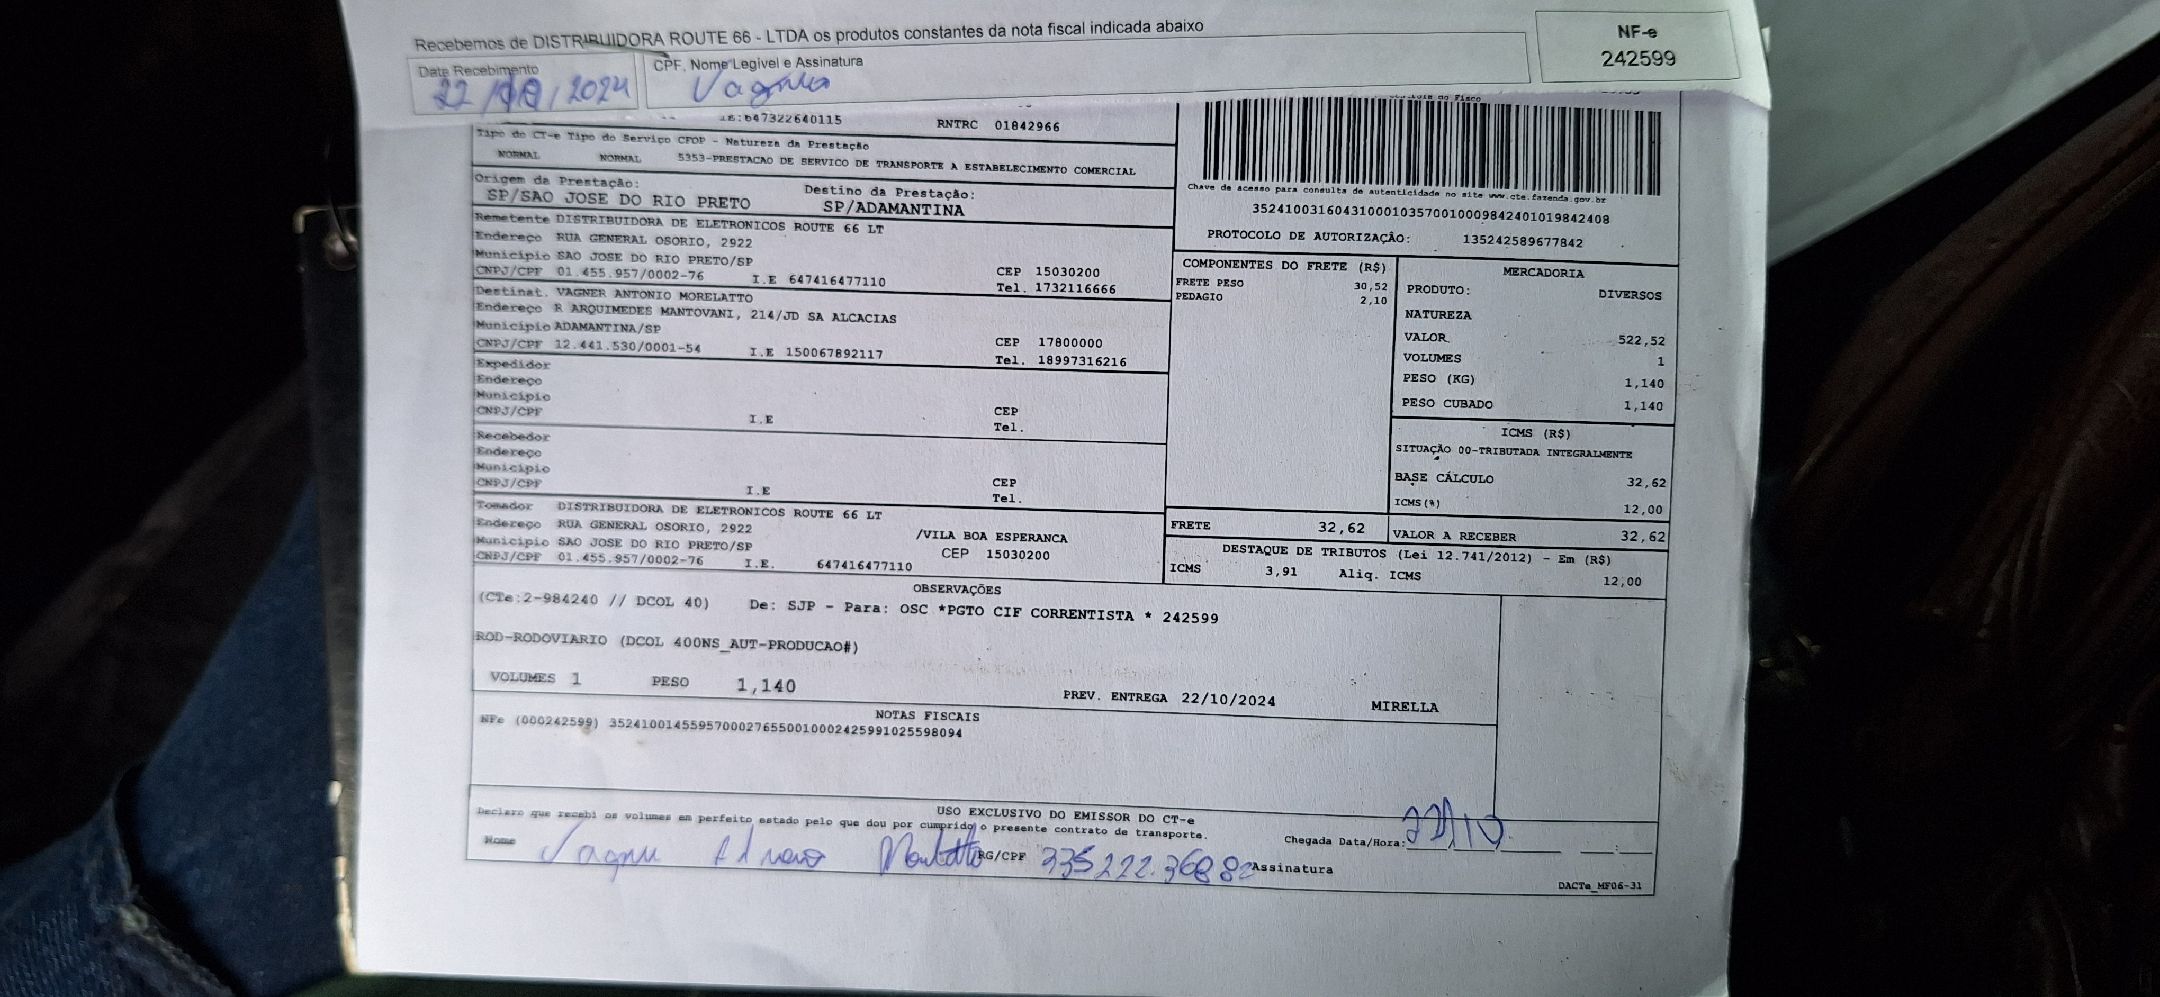 Recebemos de DISTRIBUIDORA ROUTE 66 - LTDA os produtos constantes da nota fiscal indicada abaixo
NF-e
242599
Data Recebimento
22/10/2024
CPF, Nome Legível e Assinatura
Vagner
IE:647322640115 RNTRC 01842966
Tipo do CT-e Tipo do Serviço CFOP - Natureza da Prestação
NORMAL NORMAL 5353-PRESTACAO DE SERVICO DE TRANSPORTE A ESTABELECIMENTO COMERCIAL
Origem da Prestação: Destino da Prestação:
SP/SAO JOSE DO RIO PRETO SP/ADAMANTINA
Remetente DISTRIBUIDORA DE ELETRONICOS ROUTE 66 LT
Endereço RUA GENERAL OSORIO, 2922
Município SAO JOSE DO RIO PRETO/SP CEP 15030200
CNPJ/CPF 01.455.957/0002-76 I.E 647416477110 Tel. 1732116666
Destinat. VAGNER ANTONIO MORELATTO
Endereço R ARQUIMEDES MANTOVANI, 214/JD SA ALCACIAS
Município ADAMANTINA/SP CEP 17800000
CNPJ/CPF 12.441.530/0001-54 I.E 150067892117 Tel. 18997316216
Expedidor
Endereço
Município CEP
CNPJ/CPF I.E Tel.
Recebedor
Endereço
Município CEP
CNPJ/CPF I.E Tel.
Tomador DISTRIBUIDORA DE ELETRONICOS ROUTE 66 LT
Endereço RUA GENERAL OSORIO, 2922 /VILA BOA ESPERANCA
Município SAO JOSE DO RIO PRETO/SP CEP 15030200
CNPJ/CPF 01.455.957/0002-76 I.E. 647416477110
do Fisco
Chave de acesso para consulta de autenticidade no site www.cte.fazenda.gov.br
35241003160431000103570010009842401019842408
PROTOCOLO DE AUTORIZAÇÃO: 135242589677842
COMPONENTES DO FRETE (R$)
FRETE PESO 30,52
PEDAGIO 2,10
MERCADORIA
PRODUTO: DIVERSOS
NATUREZA
VALOR 522,52
VOLUMES 1
PESO (KG) 1,140
PESO CUBADO 1,140
ICMS (R$)
SITUAÇÃO 00-TRIBUTADA INTEGRALMENTE
BASE CÁLCULO 32,62
ICMS(%) 12,00
FRETE 32,62 VALOR A RECEBER 32,62
DESTAQUE DE TRIBUTOS (Lei 12.741/2012) - Em (R$)
ICMS 3,91 Aliq. ICMS 12,00
OBSERVAÇÕES
(CTe:2-984240 // DCOL 40) De: SJP - Para: OSC *PGTO CIF CORRENTISTA * 242599
ROD-RODOVIARIO (DCOL 400NS_AUT-PRODUCAO#)
VOLUMES 1 PESO 1,140 PREV. ENTREGA 22/10/2024 MIRELLA
NOTAS FISCAIS
NFe (000242599) 35241001455957000276550010002425991025598094
USO EXCLUSIVO DO EMISSOR DO CT-e
Declaro que recebi os volumes em perfeito estado pelo que dou por cumprido o presente contrato de transporte.
Chegada Data/Hora: 22/10
Nome Vagner RG/CPF 335222.36882 Assinatura
DACTe_MF06-31